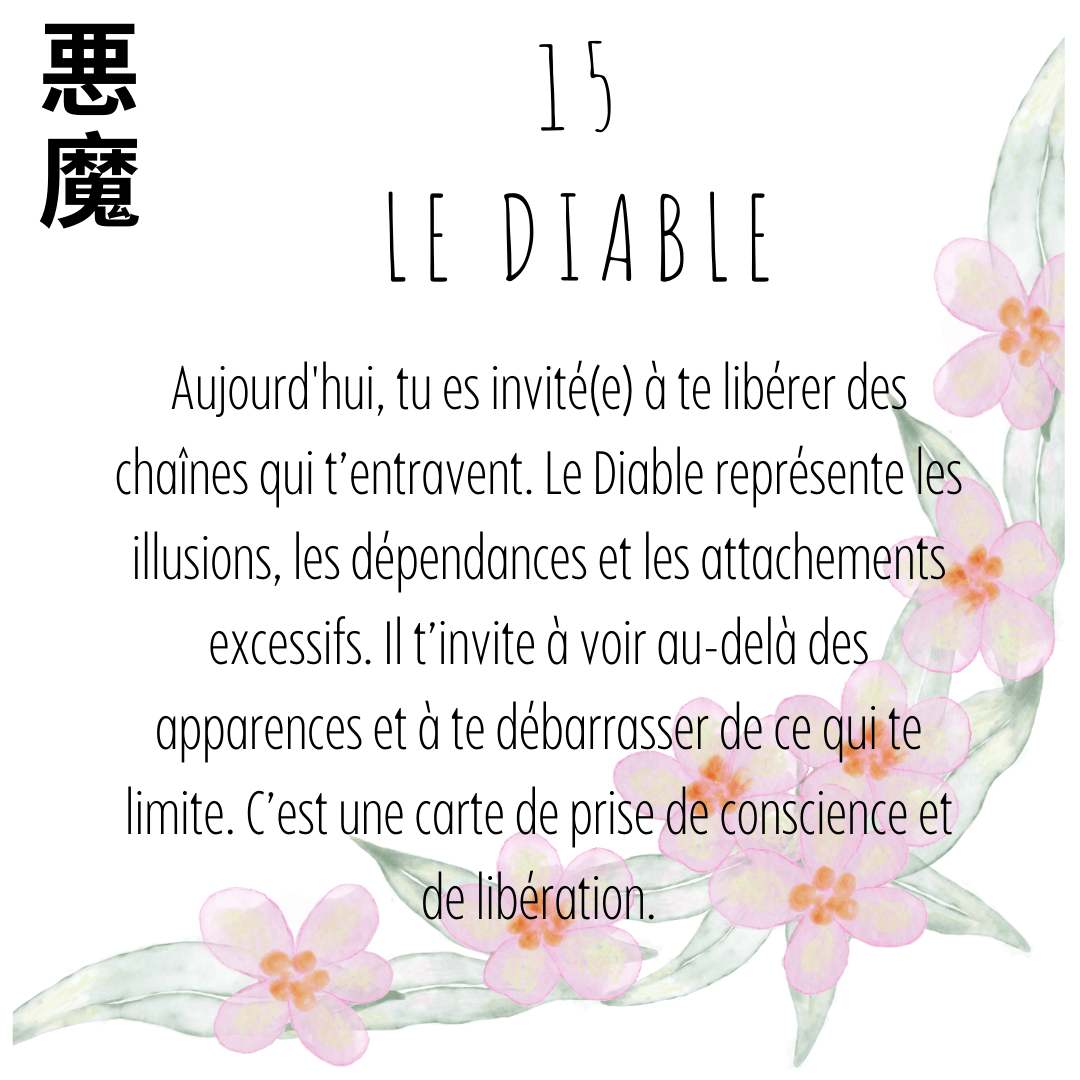 悪魔
15
LE DIABLE
Aujourd'hui, tu es invité(e) à te libérer des
chaînes qui t’entravent. Le Diable représente les
illusions, les dépendances et les attachements
excessifs. Il t’invite à voir au-delà des
apparences et à te débarrasser de ce qui te
limite. C’est une carte de prise de conscience et
de libération.